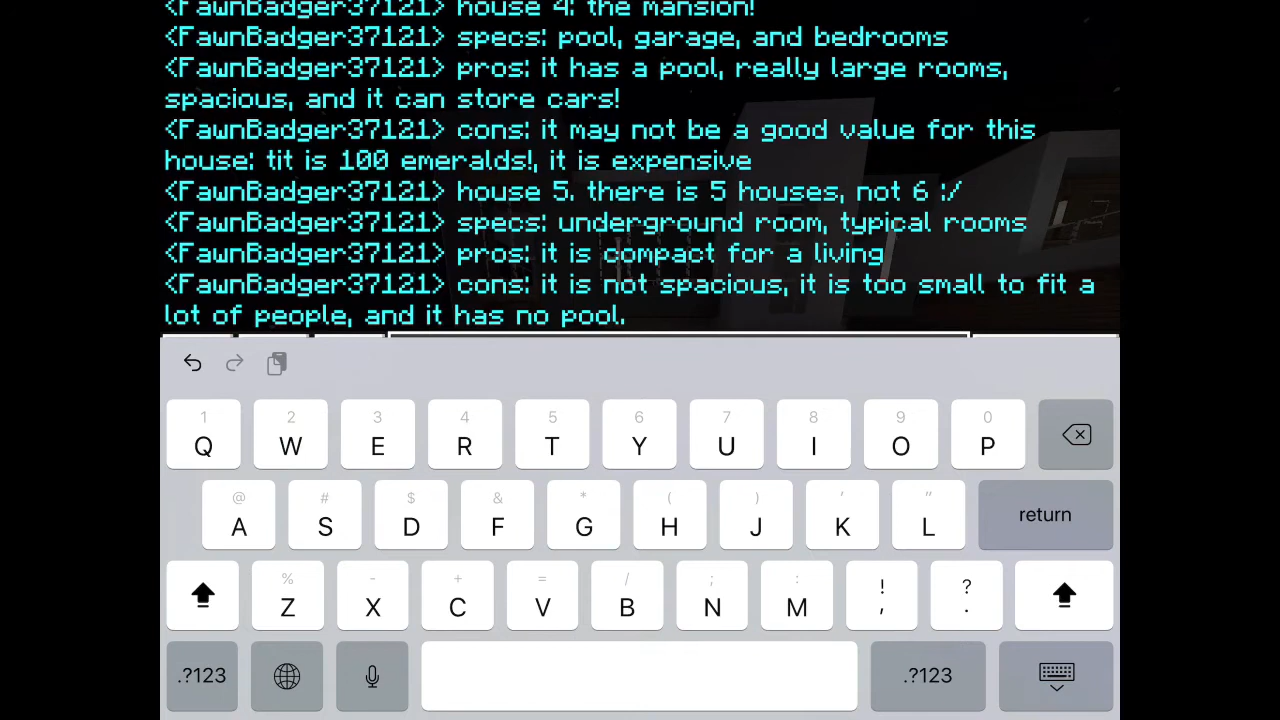 <FawnBadger37121> house 4: the mansion!
<FawnBadger37121> specs: pool, garage, and bedrooms
<FawnBadger37121> pros: it has a pool, really large rooms,
spacious, and it can store cars!
<FawnBadger37121> cons: it may not be a good value for this
house: tit is 100 emeralds!, it is expensive
<FawnBadger37121> house 5. there is 5 houses, not 6 :/
<FawnBadger37121> specs: underground room, typical rooms
<FawnBadger37121> pros: it is compact for a living
<FawnBadger37121> cons: it is not spacious, it is too small to fit a
lot of people, and it has no pool.
1 2 3 4 5 6 7 8 9 0
Q W E R T Y U I O P
@ # $ & * ( ) ' "
A S D F G H J K L return
% - + = / ; : ! ?
Z X C V B N M , .
.?123 .?123